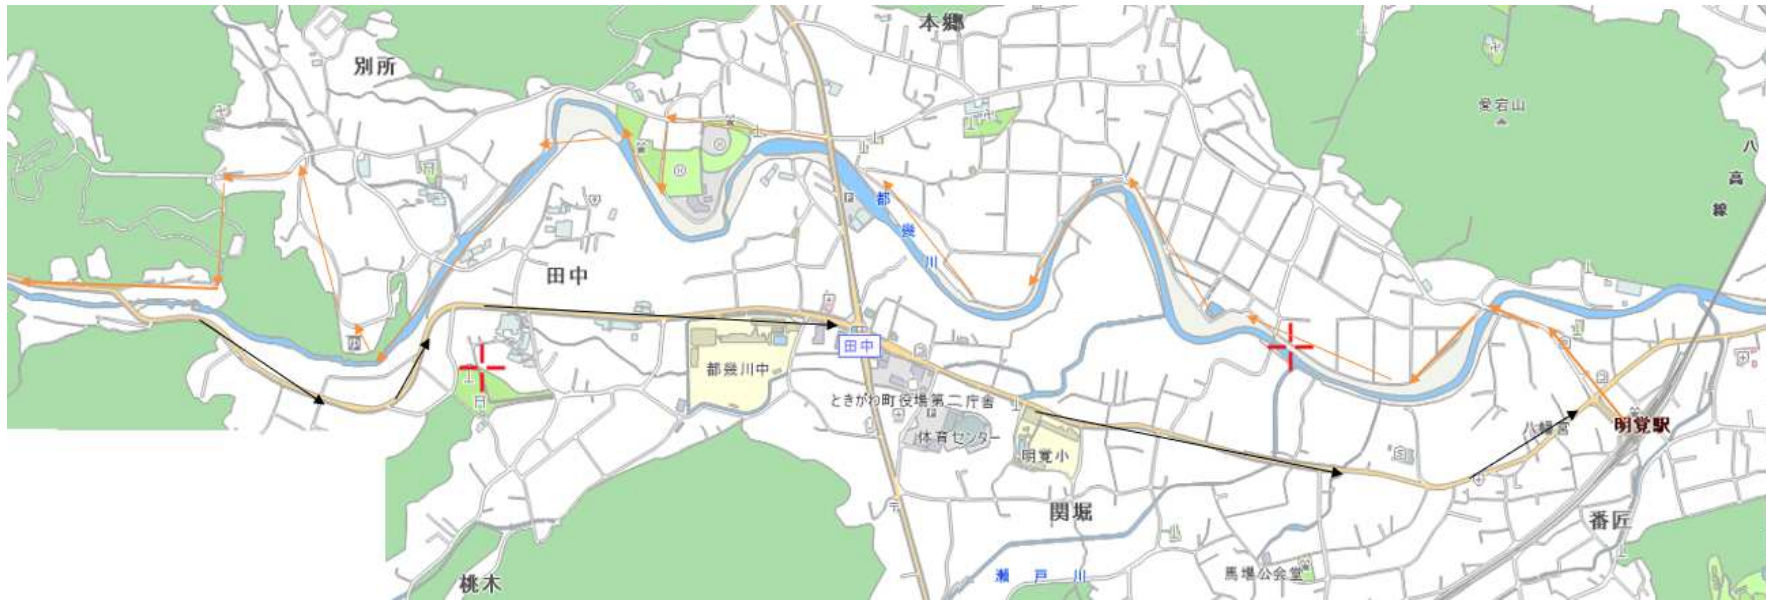 本郷
別所
愛宕山
八高線
都幾川
田中
田中
都幾川中
ときがわ町役場第二庁舎
体育センター
明覚小
八幡宮
明覚駅
関堀
番匠
瀬戸川
馬場公会堂
桃木